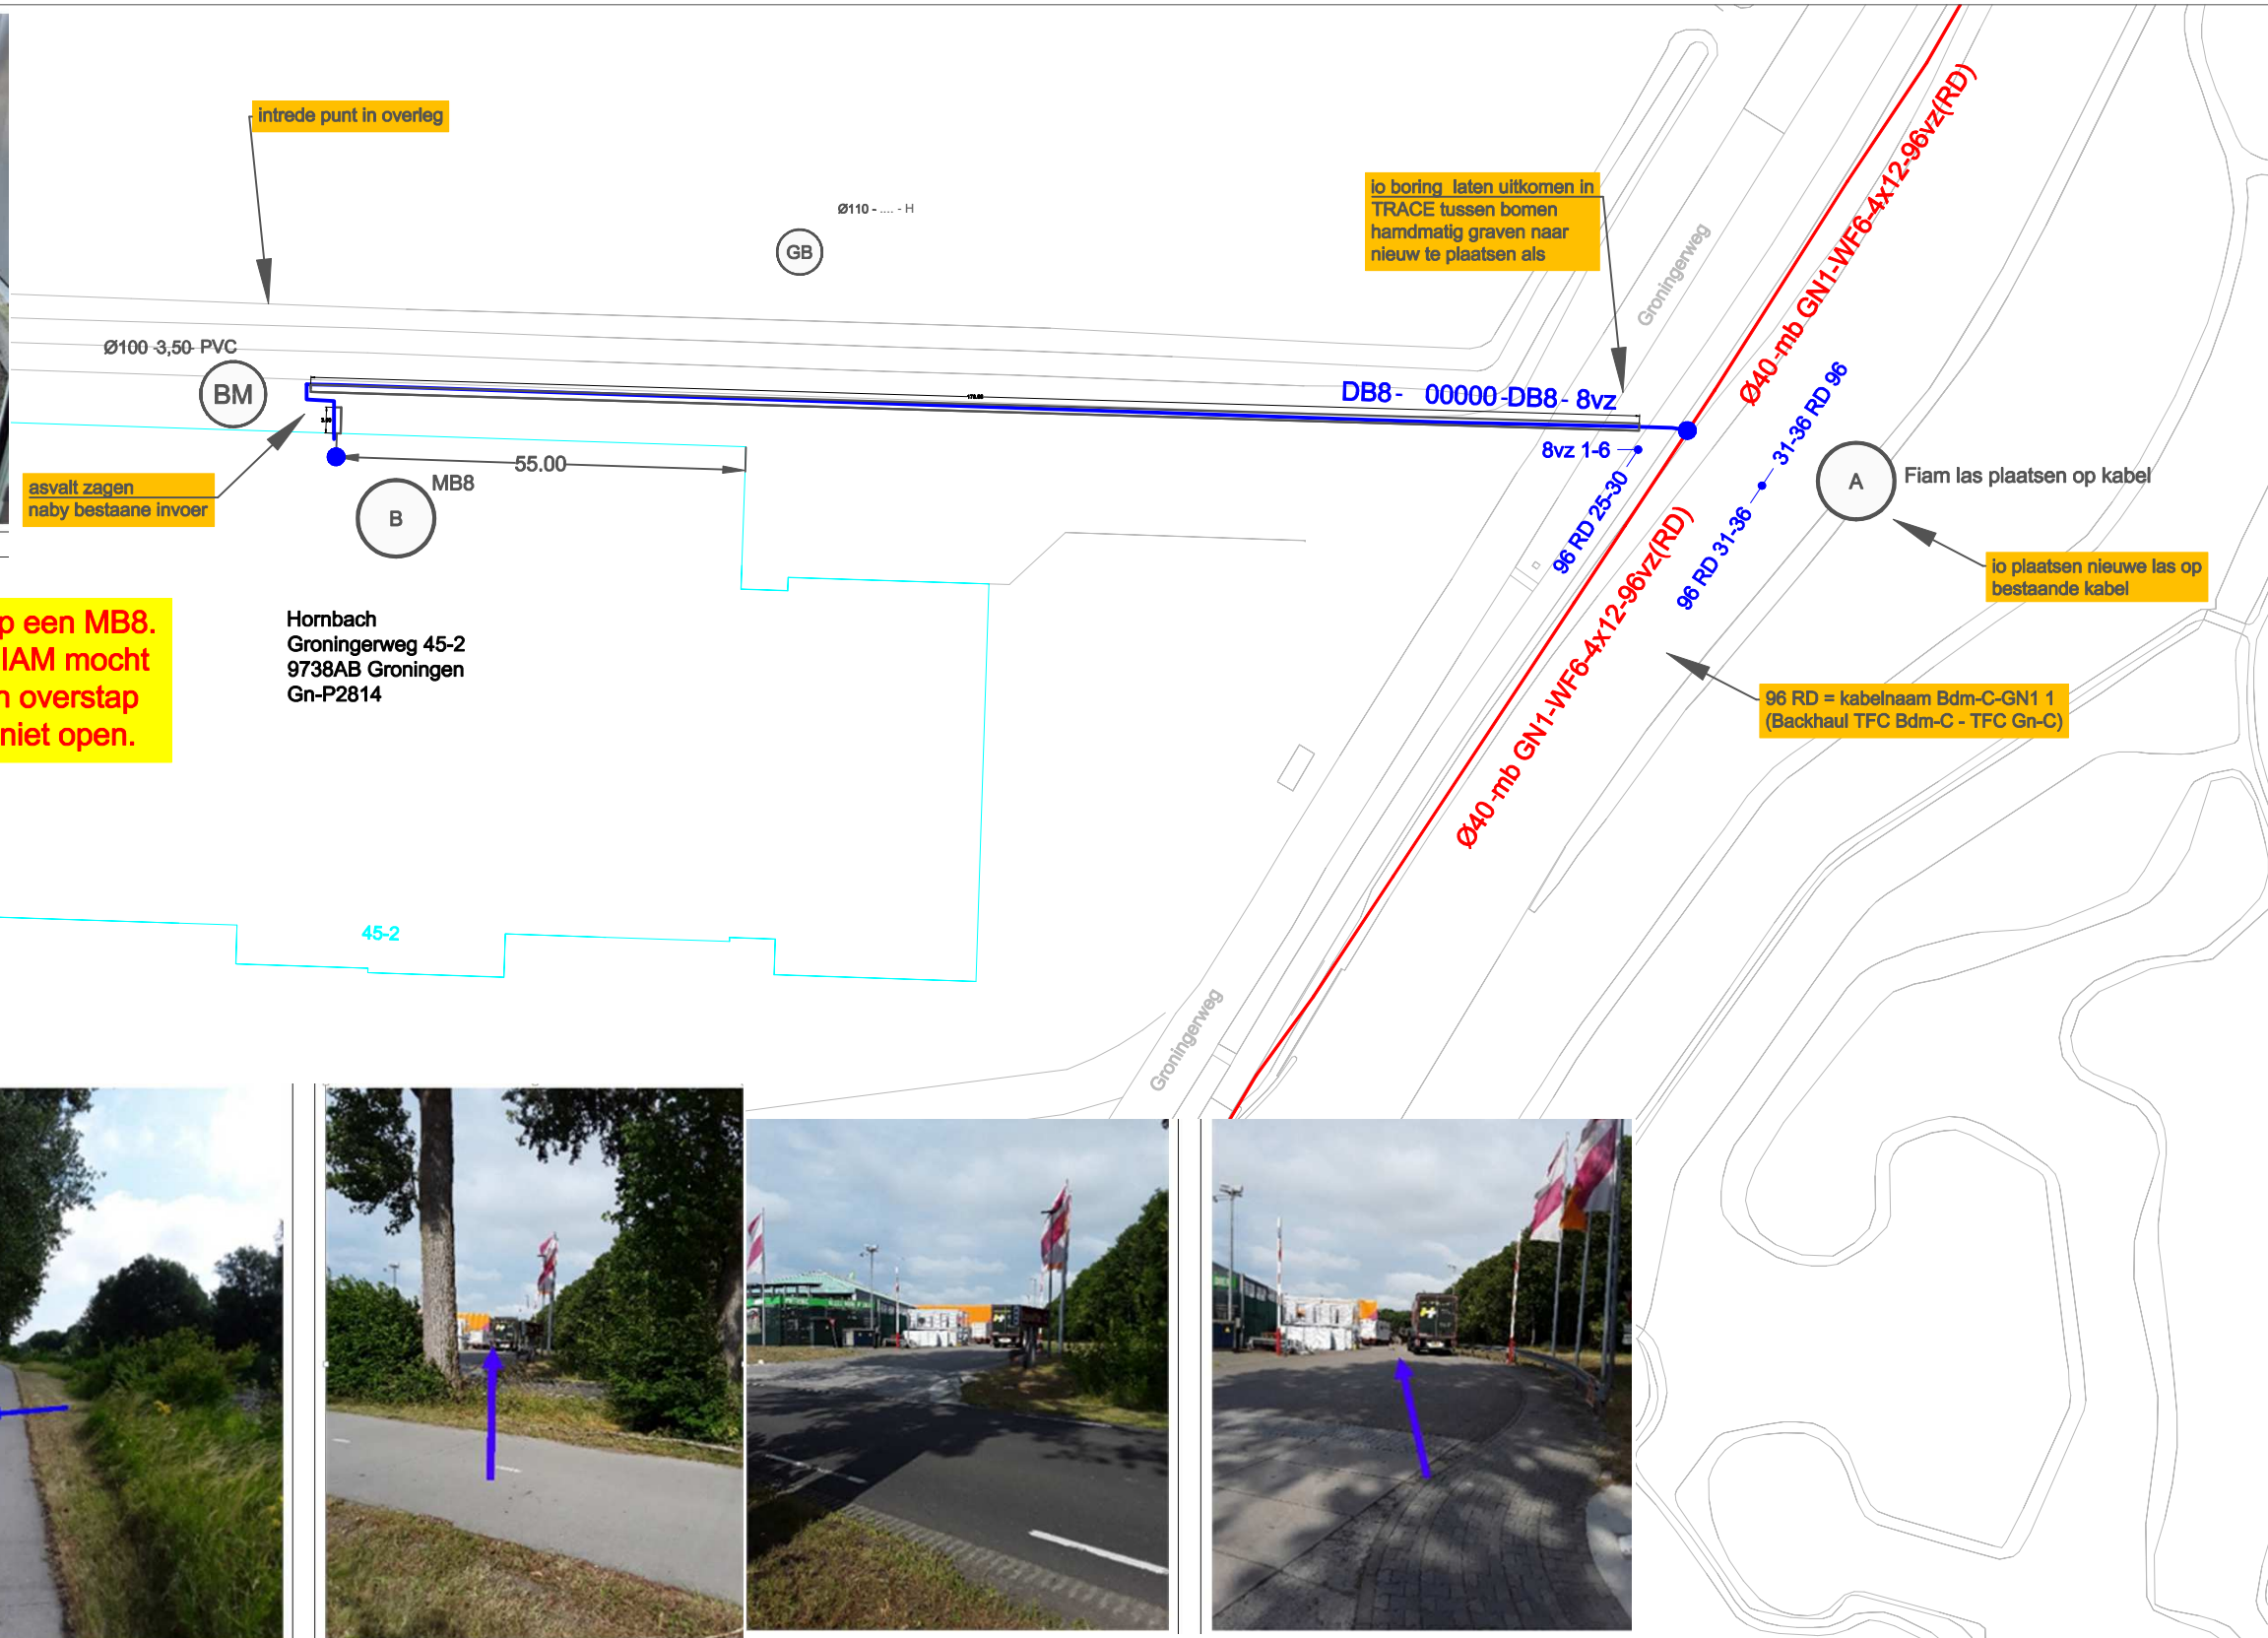 intrede punt in overleg
Ø110 - .... - H
GB
io boring laten uitkomen in
TRACE tussen bomen
hamdmatig graven naar
nieuw te plaatsen als
Groningerweg
Ø40-mb GN1-WF6-4x12-96vz(RD)
Ø100 -3,50- PVC
BM
DB8- 00000-DB8- 8vz
8vz 1-6
96 RD 25-30
31-36 RD 96
96 RD 31-36
A
Fiam las plaatsen op kabel
55.00
MB8
B
asvalt zagen
naby bestaane invoer
io plaatsen nieuwe las op
bestaande kabel
p een MB8.
IAM mocht
n overstap
niet open.
Hornbach
Groningerweg 45-2
9738AB Groningen
Gn-P2814
Ø40-mb GN1-WF6-4x12-96vz(RD)
96 RD = kabelnaam Bdm-C-GN1 1
(Backhaul TFC Bdm-C - TFC Gn-C)
45-2
Groningerweg